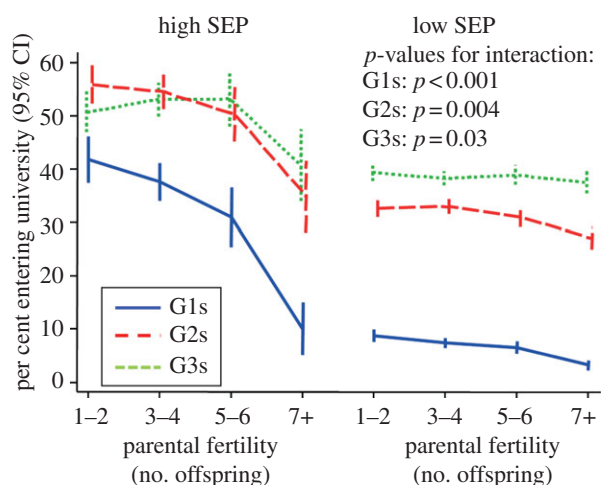 high SEP
low SEP
p-values for interaction:
G1s: p < 0.001
G2s: p = 0.004
G3s: p = 0.03
per cent entering university (95% CI)
60
50
40
30
20
10
0
G1s
G2s
G3s
1–2 3–4 5–6 7+
1–2 3–4 5–6 7+
parental fertility
(no. offspring)
parental fertility
(no. offspring)